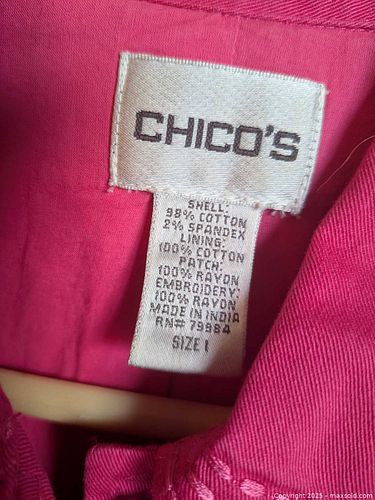 CHICO'S
SHELL:
98% COTTON
2% SPANDEX
LINING:
100% COTTON
PATCH:
100% RAYON
EMBROIDERY:
100% RAYON
MADE IN INDIA
RN# 79984
SIZE 1
Copyright 2025 - maxsold.com